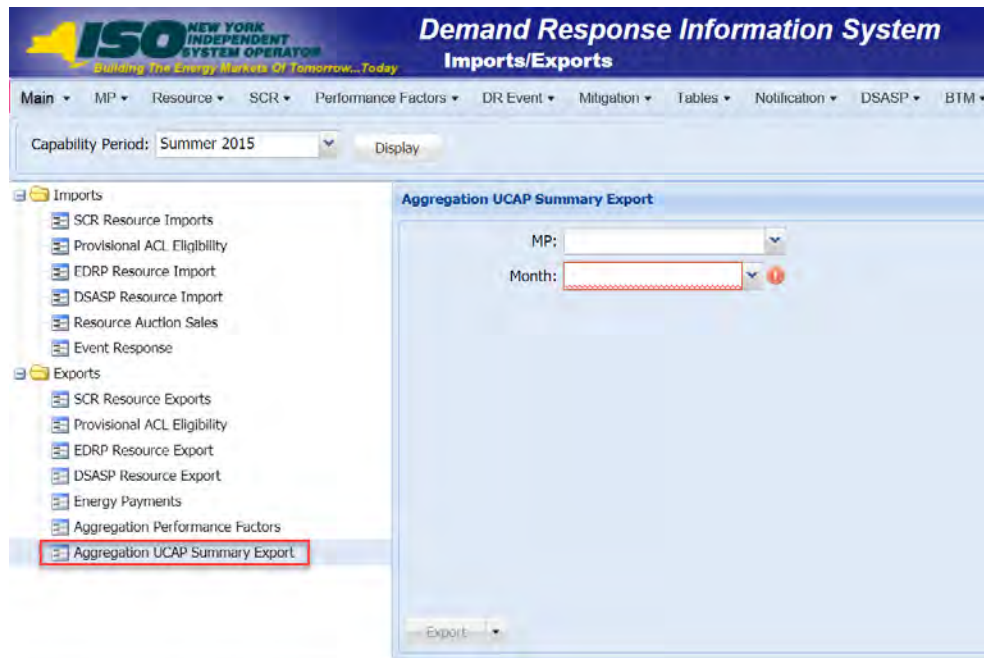 ISO NEW YORK
INDEPENDENT
SYSTEM OPERATOR
Building The Energy Markets Of Tomorrow...Today
Demand Response Information System
Imports/Exports
Main MP Resource SCR Performance Factors DR Event Mitigation Tables Notification DSASP BTM
Capability Period: Summer 2015 Display
Imports
SCR Resource Imports
Provisional ACL Eligibility
EDRP Resource Import
DSASP Resource Import
Resource Auction Sales
Event Response
Exports
SCR Resource Exports
Provisional ACL Eligibility
EDRP Resource Export
DSASP Resource Export
Energy Payments
Aggregation Performance Factors
Aggregation UCAP Summary Export
Aggregation UCAP Summary Export
MP:
Month:
Export